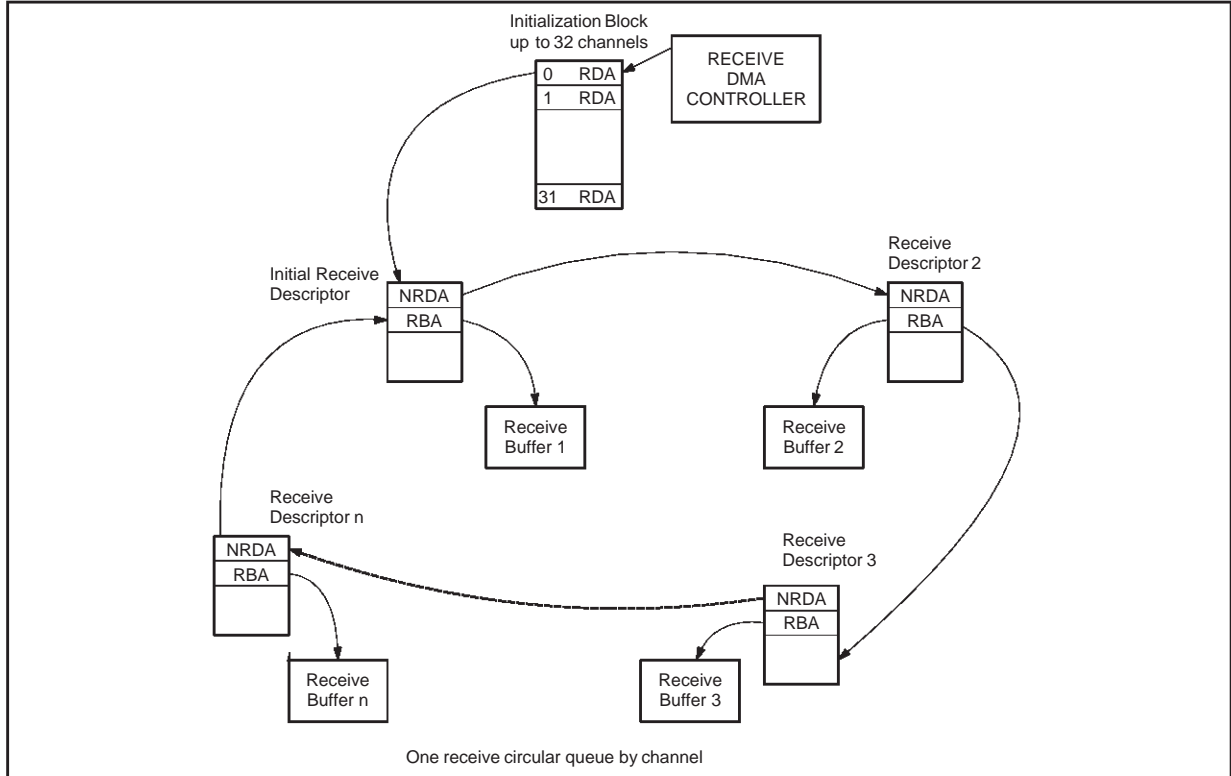 Initialization Block
up to 32 channels
0 RDA
1 RDA
31 RDA
RECEIVE
DMA
CONTROLLER
Initial Receive
Descriptor
NRDA
RBA
Receive
Buffer 1
Receive
Descriptor 2
NRDA
RBA
Receive
Buffer 2
Receive
Descriptor n
NRDA
RBA
Receive
Buffer n
Receive
Descriptor 3
NRDA
RBA
Receive
Buffer 3
One receive circular queue by channel